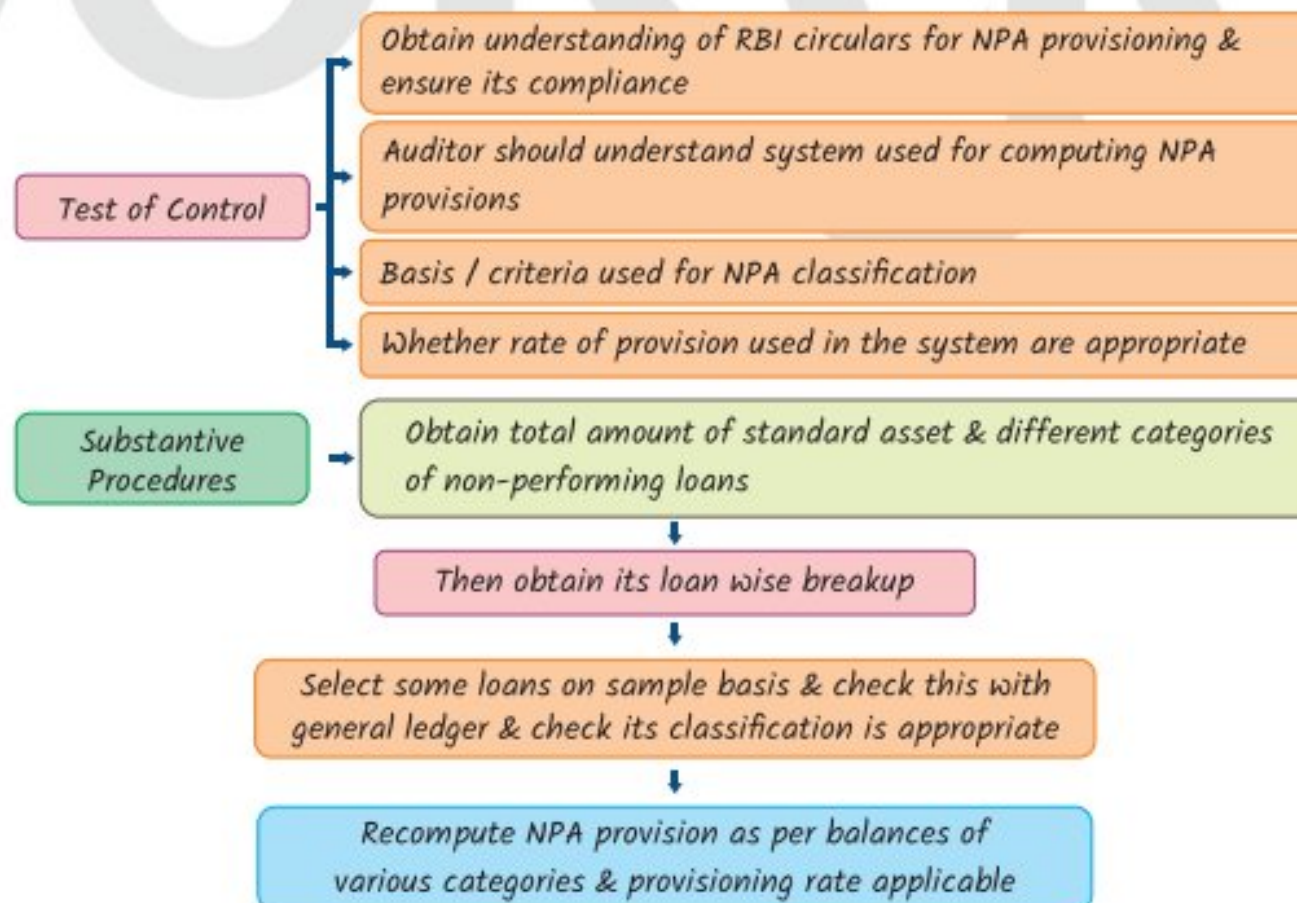 Obtain understanding of RBI circulars for NPA provisioning &
ensure its compliance
Auditor should understand system used for computing NPA
provisions
Test of Control
Basis / criteria used for NPA classification
Whether rate of provision used in the system are appropriate
Substantive
Procedures
Obtain total amount of standard asset & different categories
of non-performing loans
Then obtain its loan wise breakup
Select some loans on sample basis & check this with
general ledger & check its classification is appropriate
Recompute NPA provision as per balances of
various categories & provisioning rate applicable